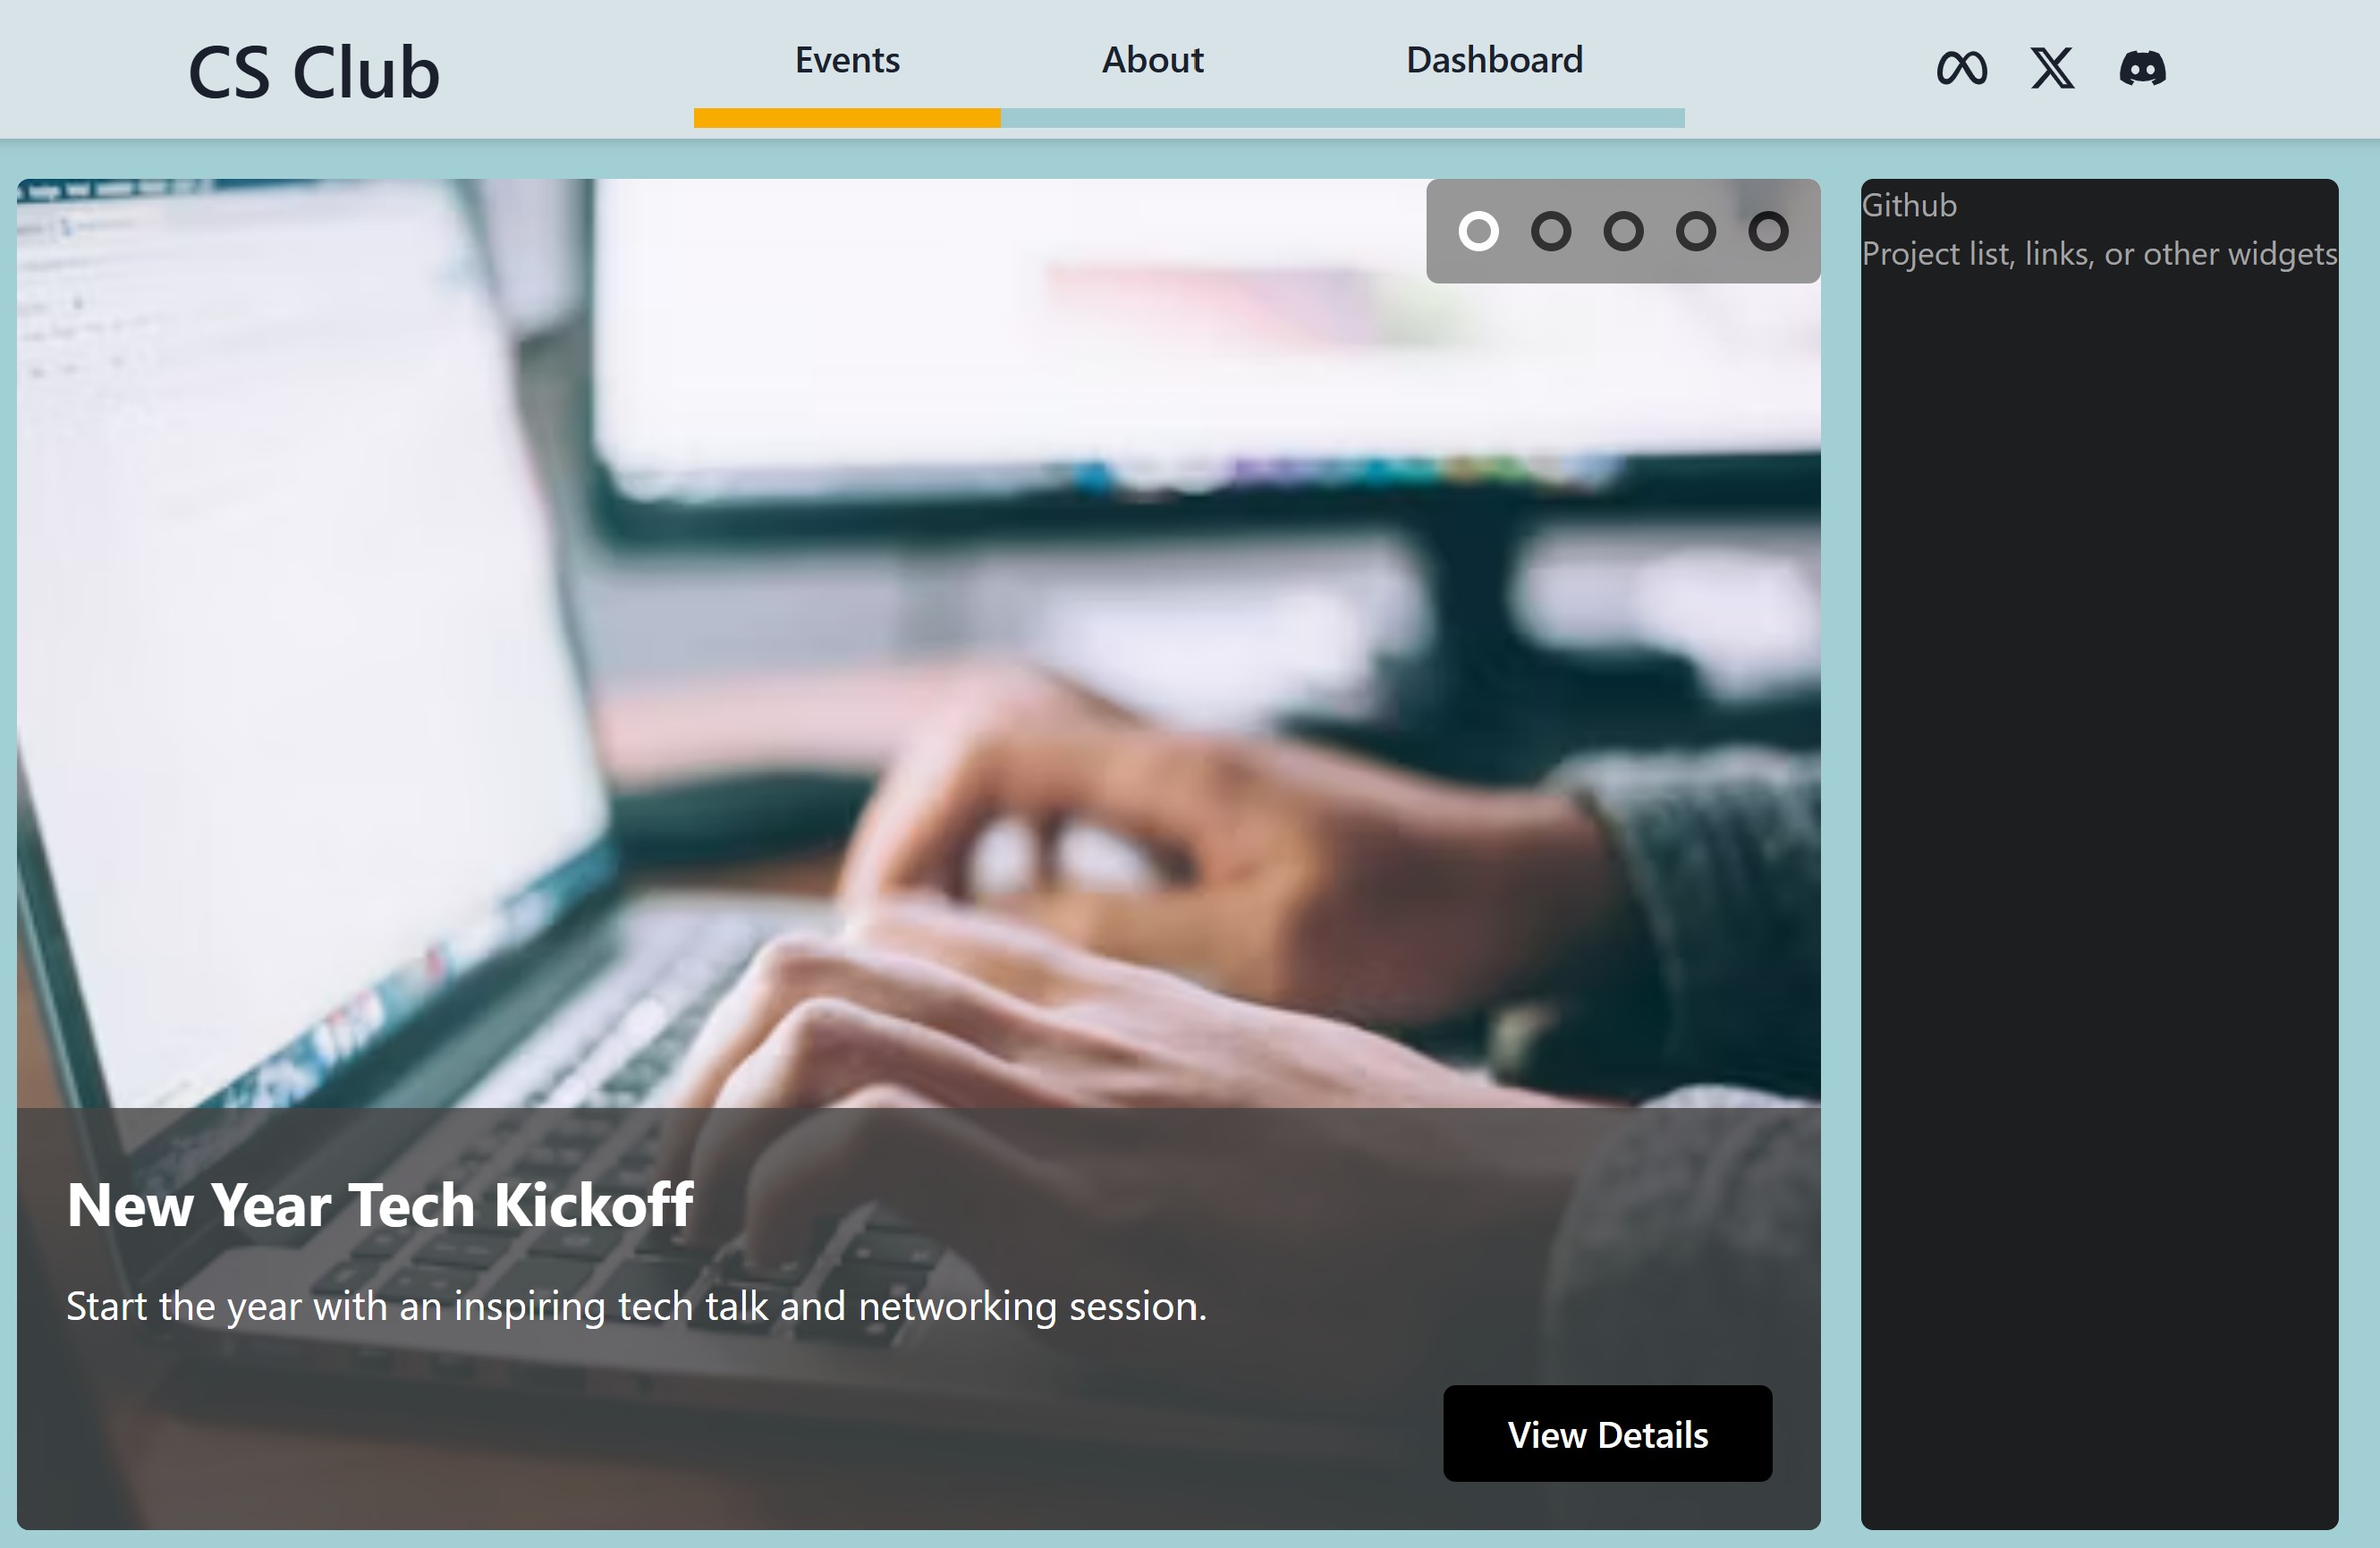 CS Club
Events
About
Dashboard
Github
Project list, links, or other widgets
New Year Tech Kickoff
Start the year with an inspiring tech talk and networking session.
View Details